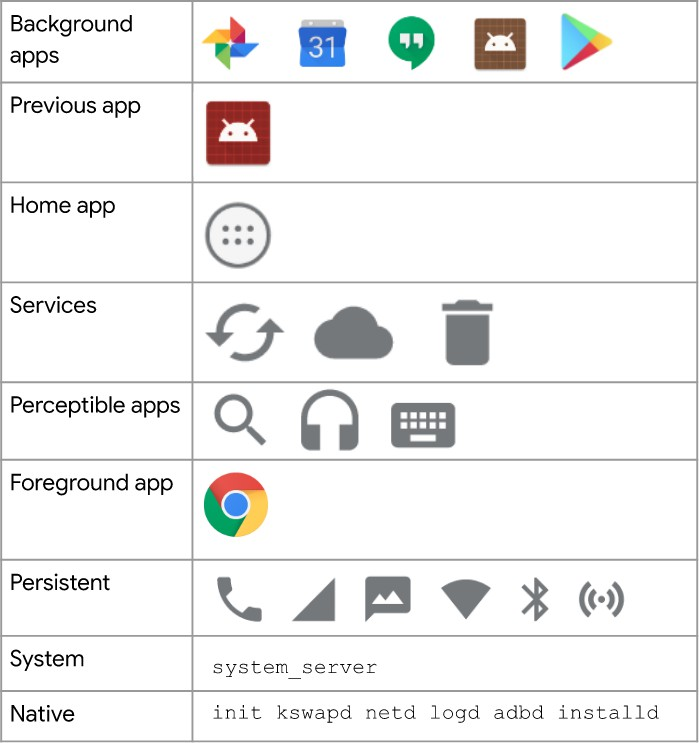 Background
apps
31
Previous app
Home app
Services
Perceptible apps
Foreground app
Persistent
System
system_server
Native
init kswapd netd logd adbd installd